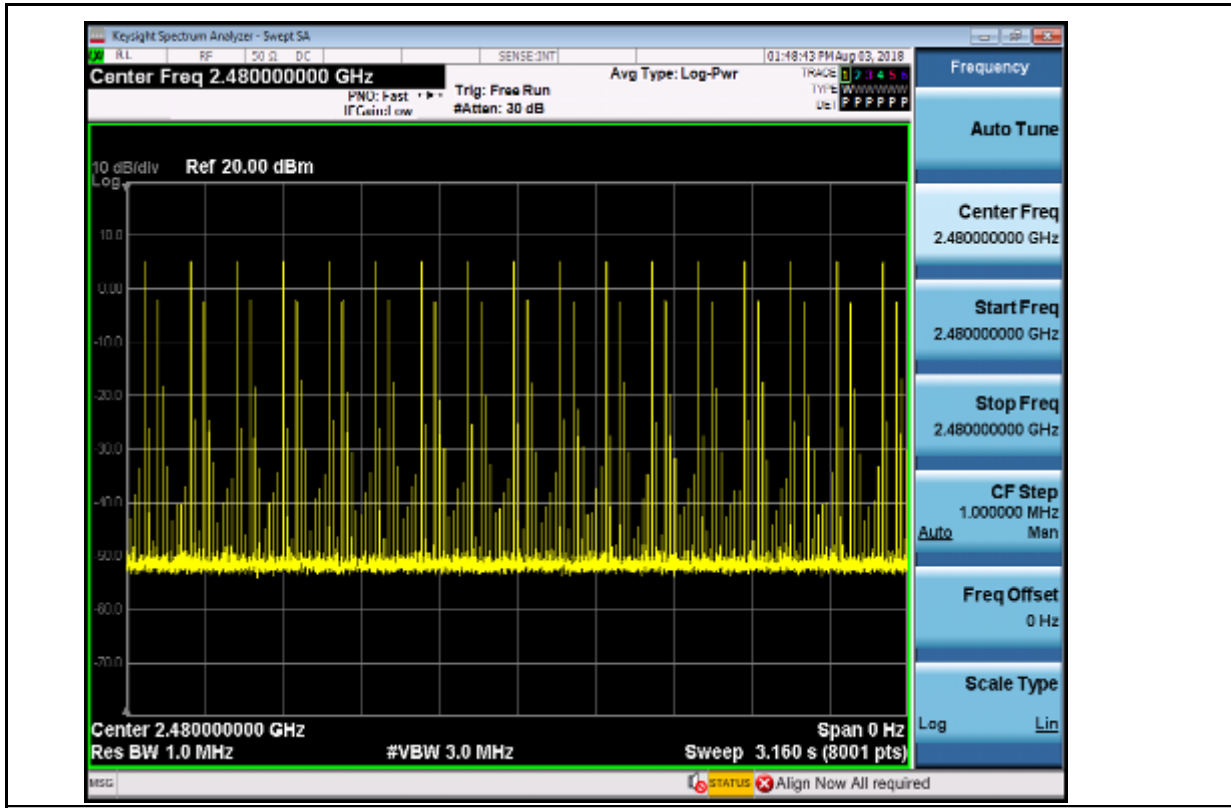 Keysight Spectrum Analyzer - Swept SA
RL RF 50 Ω DC SENSE:INT 01:48:43 PM Aug 03, 2018
Center Freq 2.480000000 GHz
Avg Type: Log-Pwr
TRACE 1 2 3 4 5 6
PNO: Fast
Trig: Free Run
TYPE WWWWWW
IFGain:Low
#Atten: 30 dB
DET P P P P P P
10 dB/div Ref 20.00 dBm
Log
10.0
0.00
-10.0
-20.0
-30.0
-40.0
-50.0
-60.0
-70.0
Center 2.480000000 GHz
Span 0 Hz
Res BW 1.0 MHz
#VBW 3.0 MHz
Sweep 3.160 s (8001 pts)
MSG
STATUS
Align Now All required
Frequency
Auto Tune
Center Freq
2.480000000 GHz
Start Freq
2.480000000 GHz
Stop Freq
2.480000000 GHz
CF Step
1.000000 MHz
Auto Man
Freq Offset
0 Hz
Scale Type
Log Lin